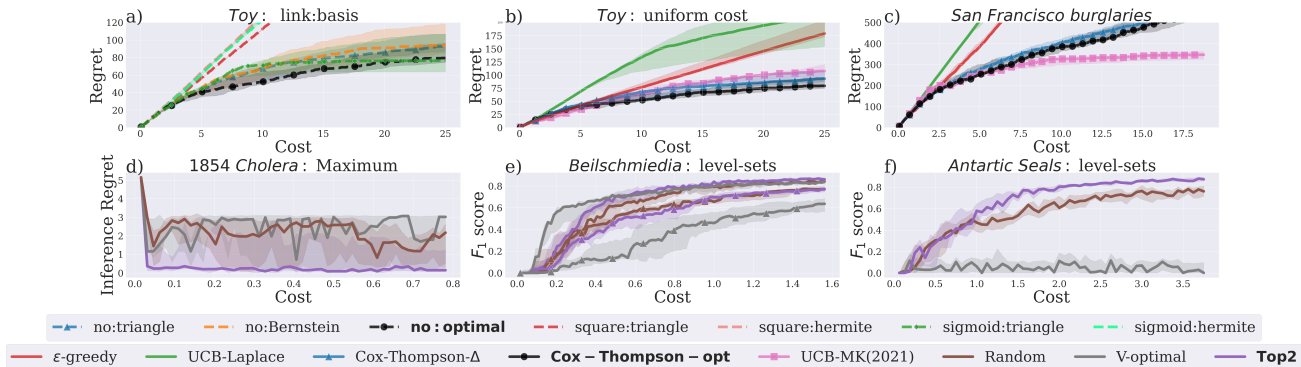 a) Toy: link:basis
Regret
120
100
80
60
40
20
0
0 5 10 15 20 25
Cost
b) Toy: uniform cost
Regret
175
150
125
100
75
50
25
0
0 5 10 15 20 25
Cost
c) San Francisco burglaries
Regret
500
400
300
200
100
0
0.0 2.5 5.0 7.5 10.0 12.5 15.0 17.5
Cost
d) 1854 Cholera: Maximum
Inference Regret
5
4
3
2
1
0
0.0 0.1 0.2 0.3 0.4 0.5 0.6 0.7 0.8
Cost
e) Beilschmiedia: level-sets
F1 score
0.8
0.6
0.4
0.2
0.0
0.0 0.2 0.4 0.6 0.8 1.0 1.2 1.4 1.6
Cost
f) Antartic Seals: level-sets
F1 score
0.8
0.6
0.4
0.2
0.0
0.0 0.5 1.0 1.5 2.0 2.5 3.0 3.5
Cost
no:triangle no:Bernstein no:optimal square:triangle square:hermite sigmoid:triangle sigmoid:hermite
ε-greedy UCB-Laplace Cox-Thompson-Δ Cox − Thompson − opt UCB-MK(2021) Random V-optimal Top2